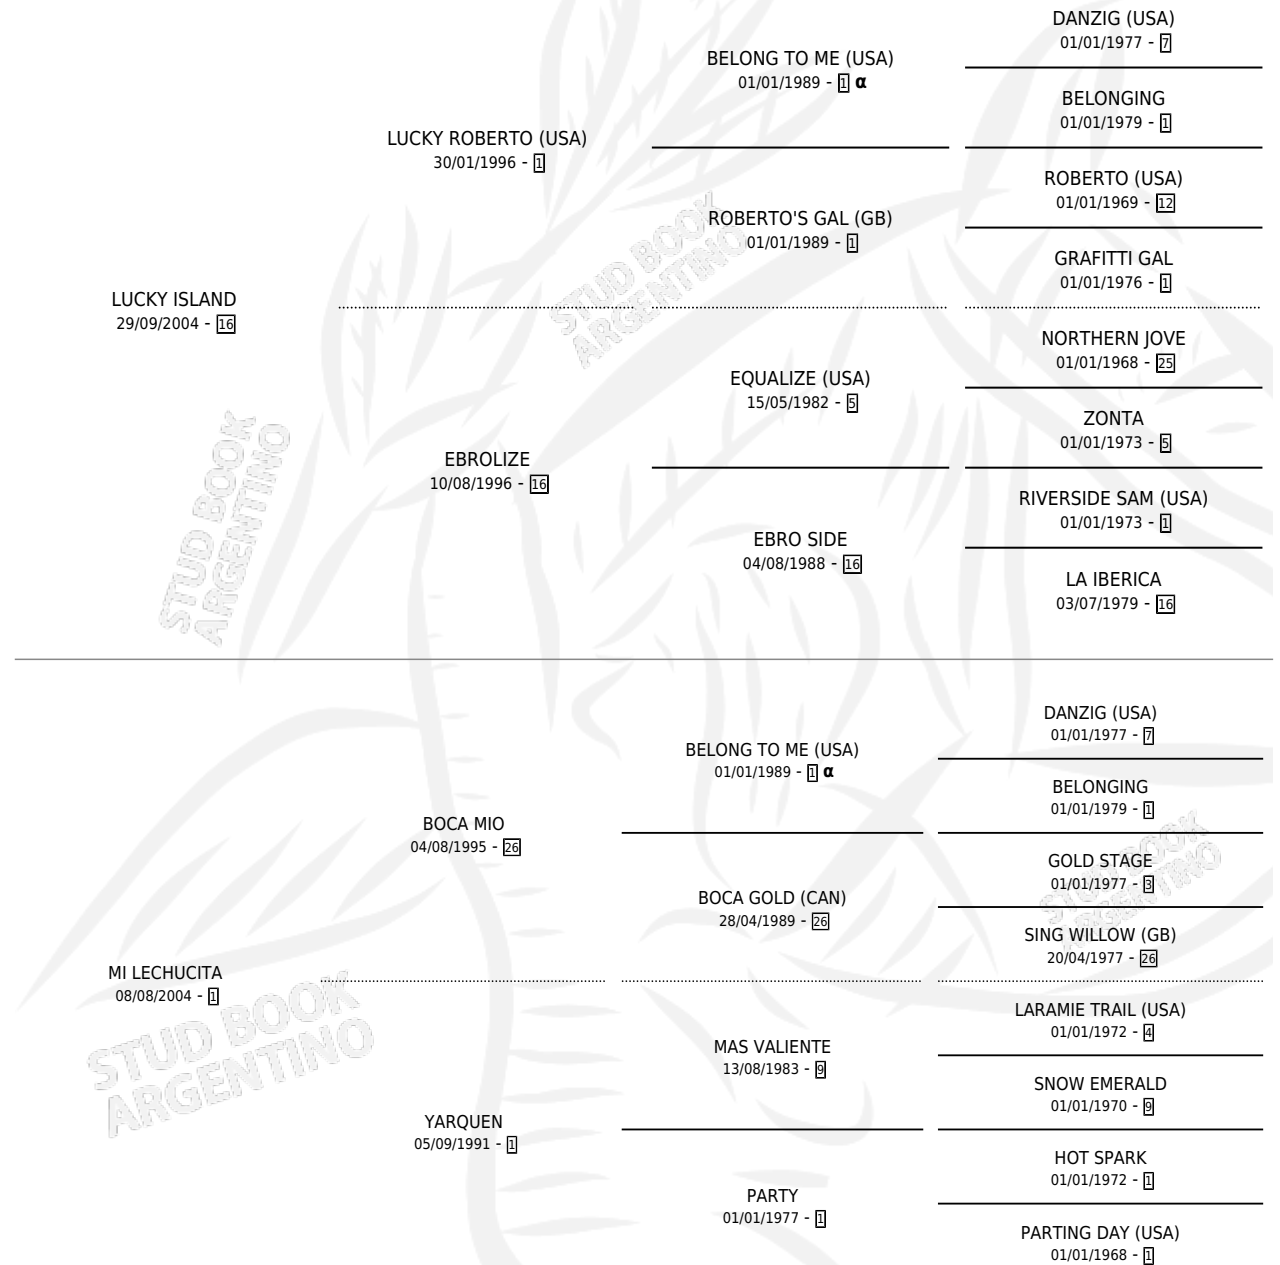 DANZIG (USA)
01/01/1977 - 7
BELONG TO ME (USA)
01/01/1989 - 1 α
BELONGING
01/01/1979 - 1
LUCKY ROBERTO (USA)
30/01/1996 - 1
ROBERTO (USA)
01/01/1969 - 12
ROBERTO'S GAL (GB)
01/01/1989 - 1
GRAFITTI GAL
01/01/1976 - 1
LUCKY ISLAND
29/09/2004 - 16
NORTHERN JOVE
01/01/1968 - 25
EQUALIZE (USA)
15/05/1982 - 5
ZONTA
01/01/1973 - 5
EBROLIZE
10/08/1996 - 16
RIVERSIDE SAM (USA)
01/01/1973 - 1
EBRO SIDE
04/08/1988 - 16
LA IBERICA
03/07/1979 - 16
DANZIG (USA)
01/01/1977 - 7
BELONG TO ME (USA)
01/01/1989 - 1 α
BELONGING
01/01/1979 - 1
BOCA MIO
04/08/1995 - 26
GOLD STAGE
01/01/1977 - 3
BOCA GOLD (CAN)
28/04/1989 - 26
SING WILLOW (GB)
20/04/1977 - 26
MI LECHUCITA
08/08/2004 - 1
LARAMIE TRAIL (USA)
01/01/1972 - 4
MAS VALIENTE
13/08/1983 - 9
SNOW EMERALD
01/01/1970 - 9
YARQUEN
05/09/1991 - 1
HOT SPARK
01/01/1972 - 1
PARTY
01/01/1977 - 1
PARTING DAY (USA)
01/01/1968 - 1
STUD BOOK
ARGENTINO
STUD BOOK
ARGENTINO
STUD BOOK
ARGENTINO
STUD BOOK
ARGENTINO